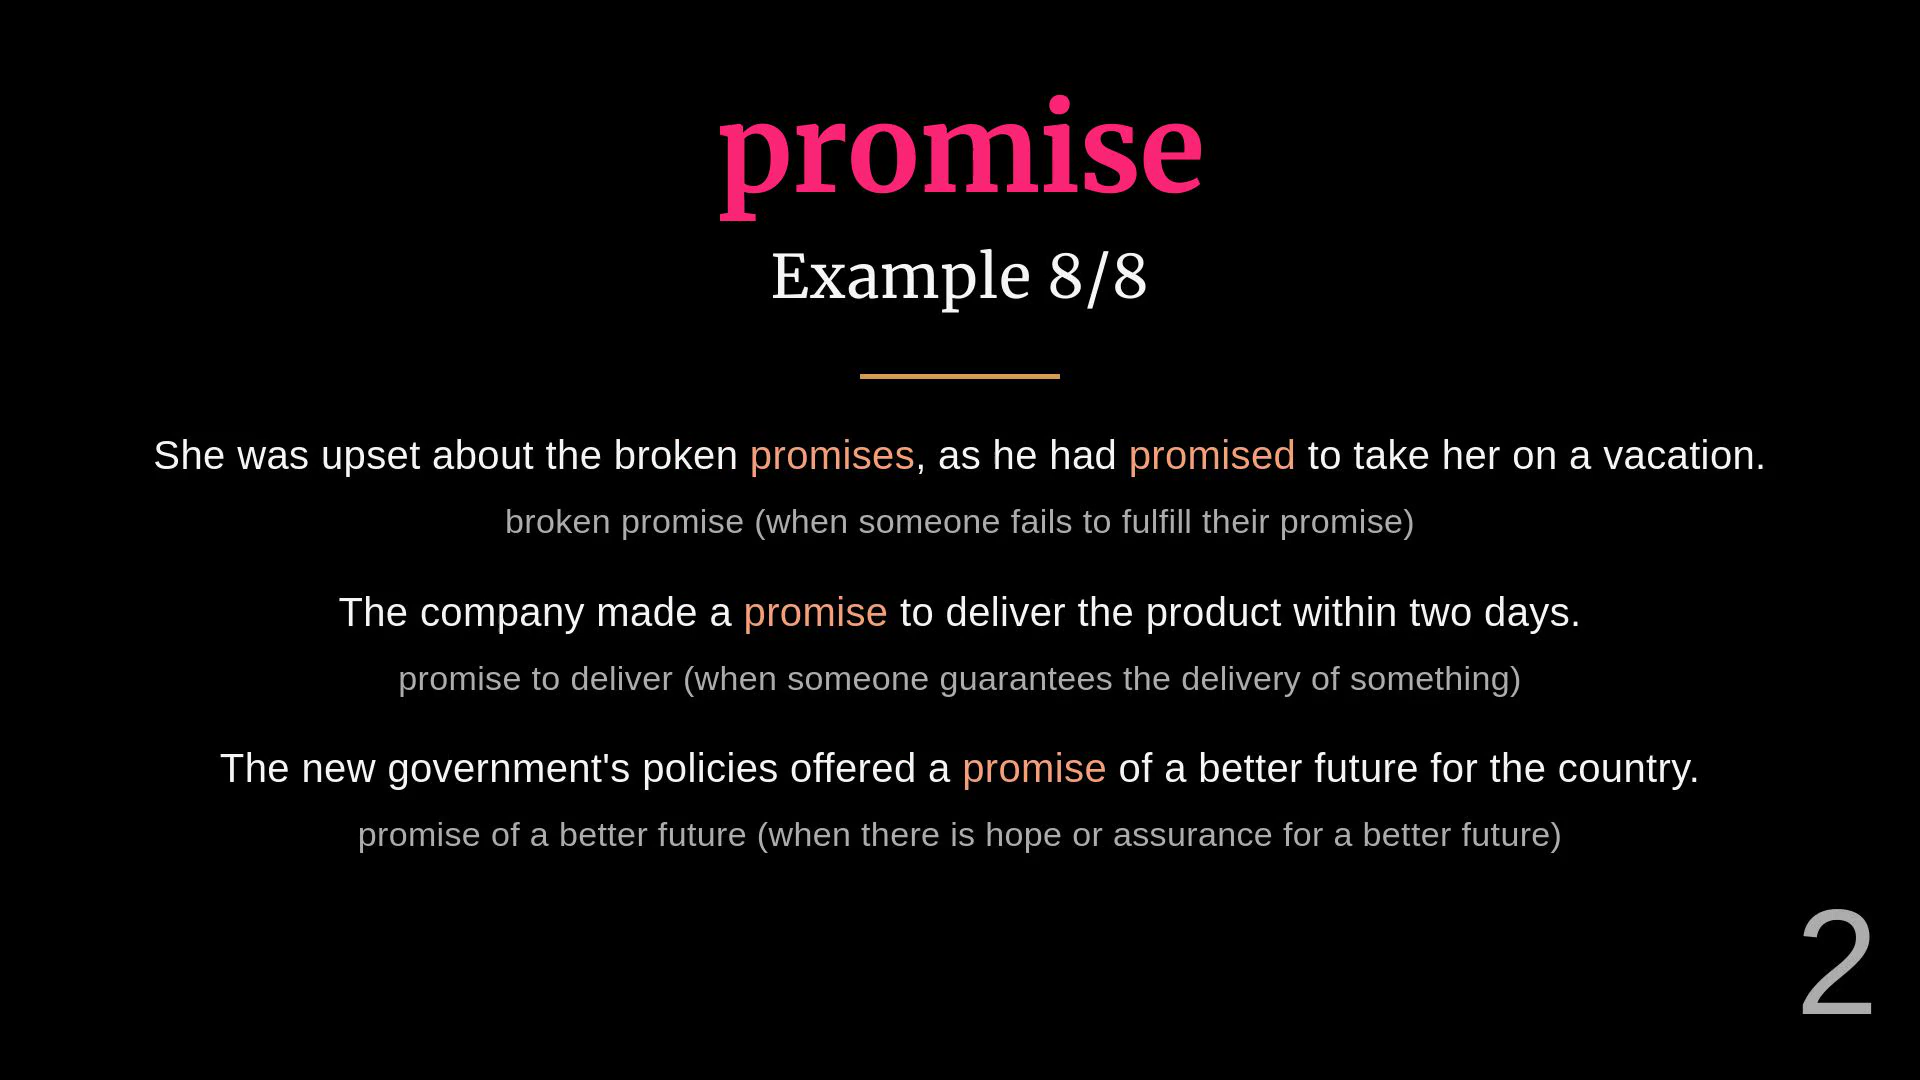 promise
Example 8/8
She was upset about the broken promises, as he had promised to take her on a vacation.
broken promise (when someone fails to fulfill their promise)
The company made a promise to deliver the product within two days.
promise to deliver (when someone guarantees the delivery of something)
The new government's policies offered a promise of a better future for the country.
promise of a better future (when there is hope or assurance for a better future)
2